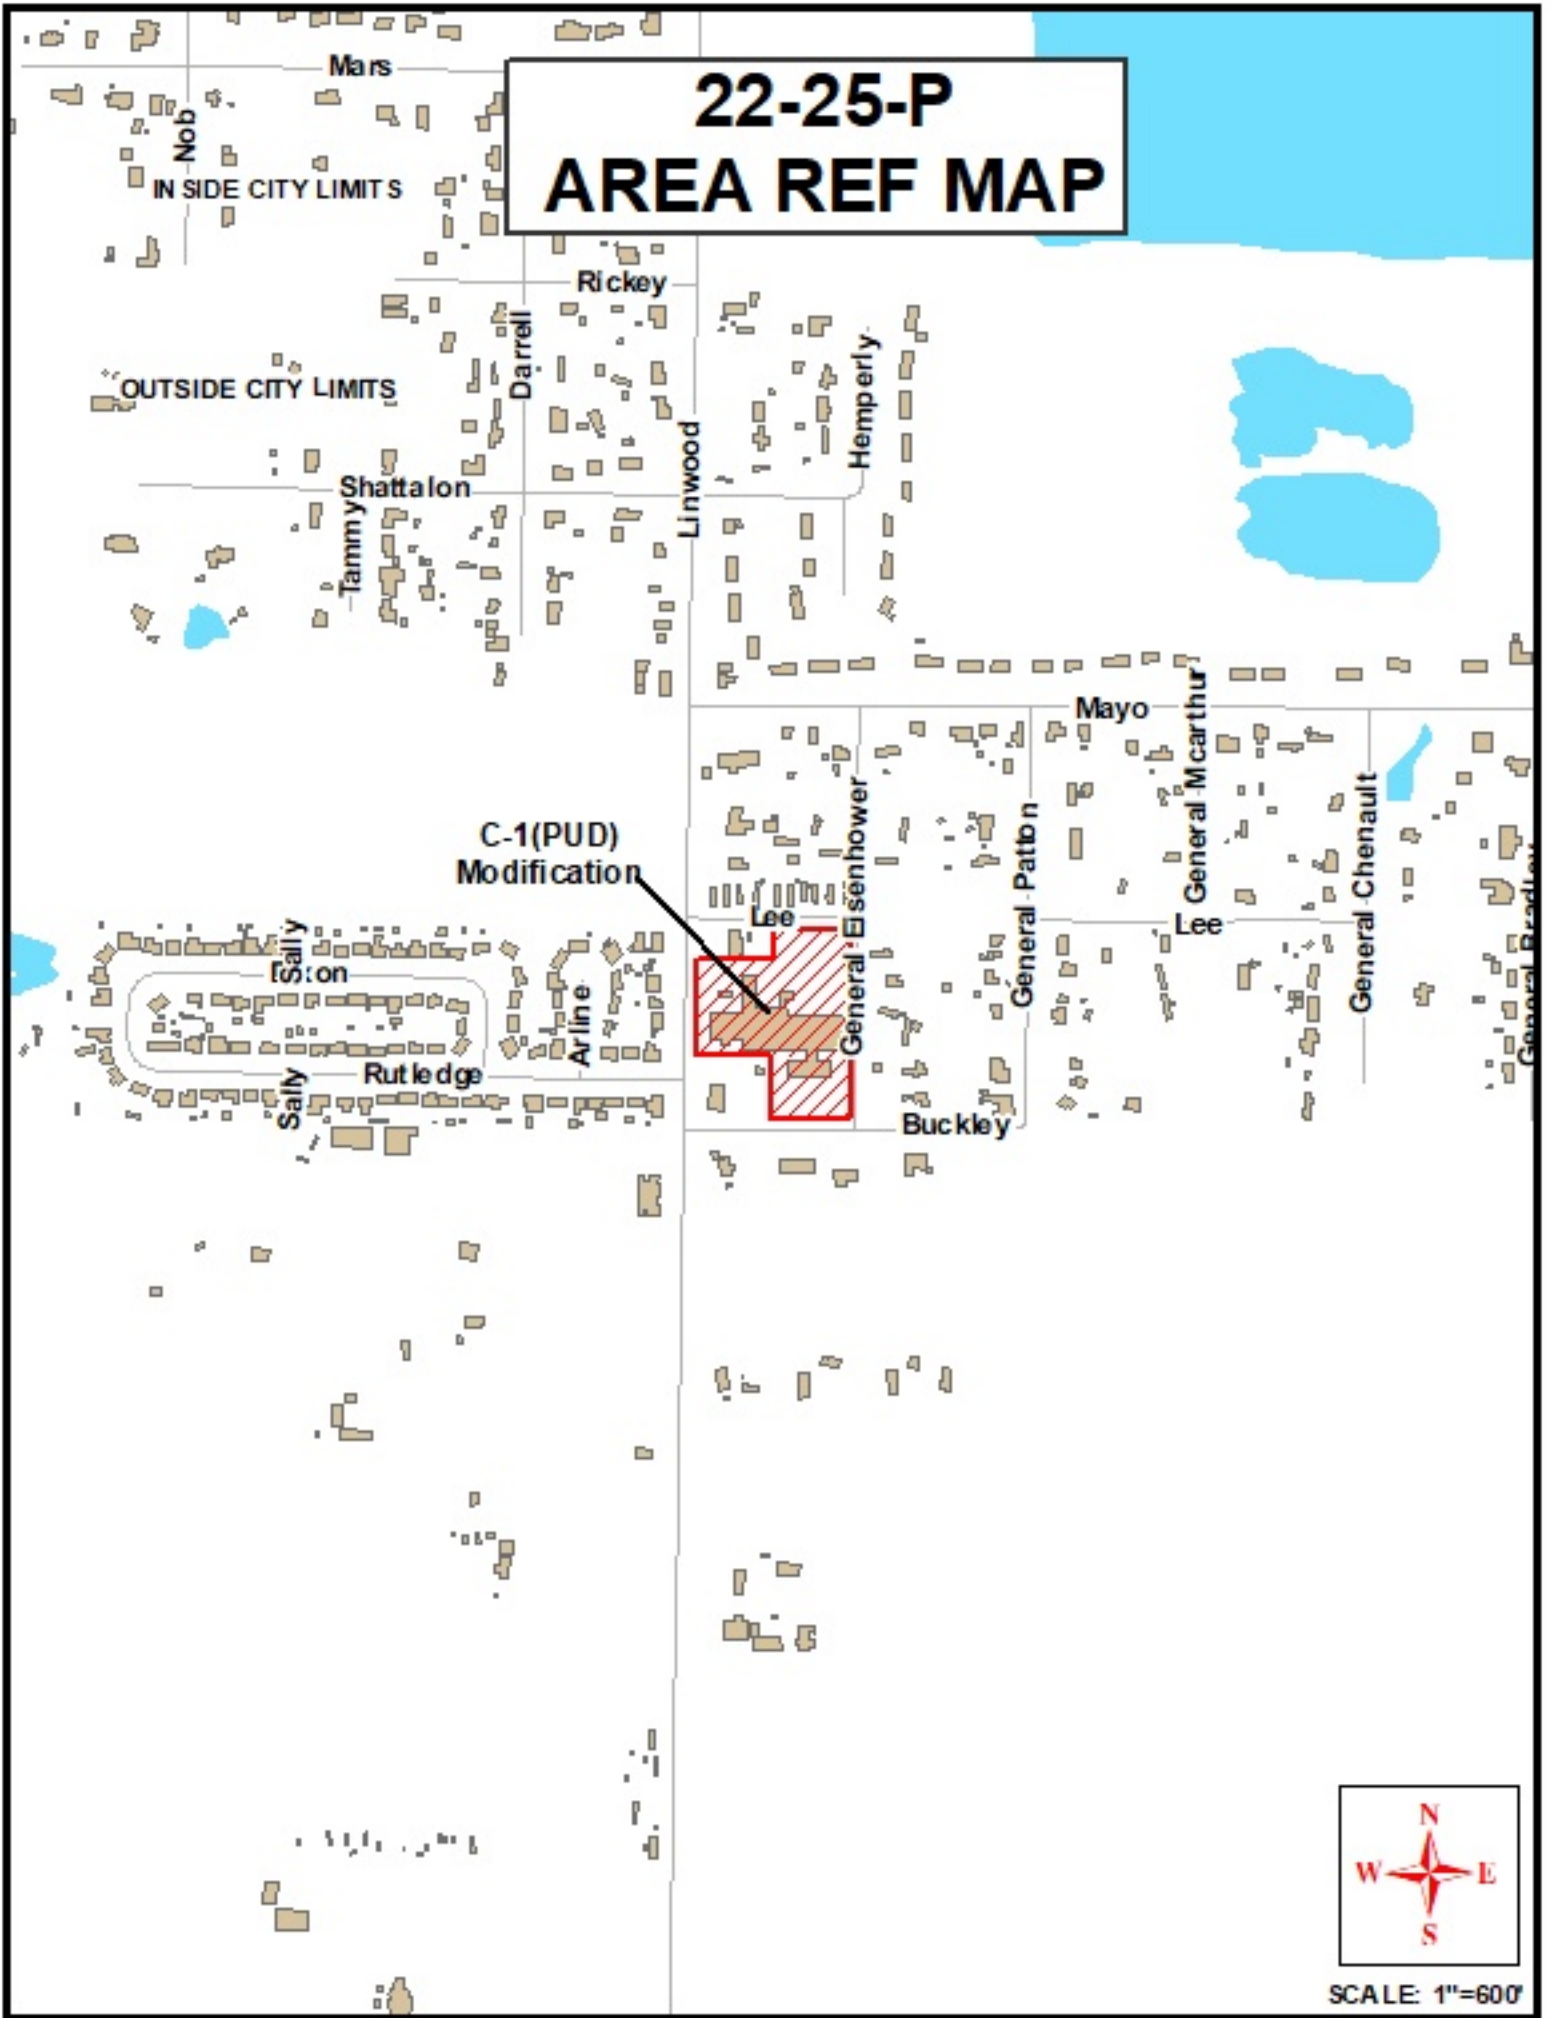 22-25-P
AREA REF MAP
Mars
Nob
IN SIDE CITY LIMITS
Rickey
Darrell
Hemperly
OUTSIDE CITY LIMITS
Linwood
Shattalon
Tammy
Mayo
General Mcarthur
General Eisenhower
General Patton
General Chenault
C-1(PUD)
Modification
Lee
Lee
General Bradley
Sally
Arline
Rutledge
Sally
Buckley
N
W
E
S
SCALE: 1"=600'